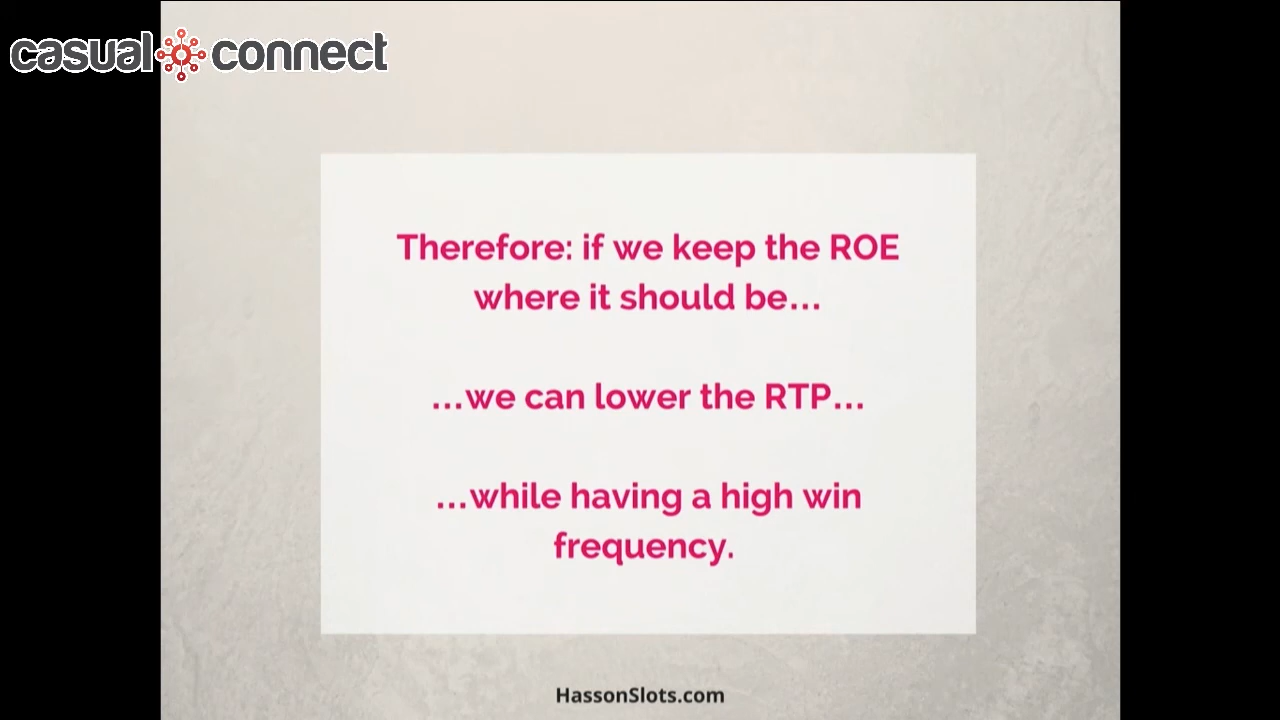 casual connect
Therefore: if we keep the ROE
where it should be...
...we can lower the RTP...
...while having a high win
frequency.
HassonSlots.com